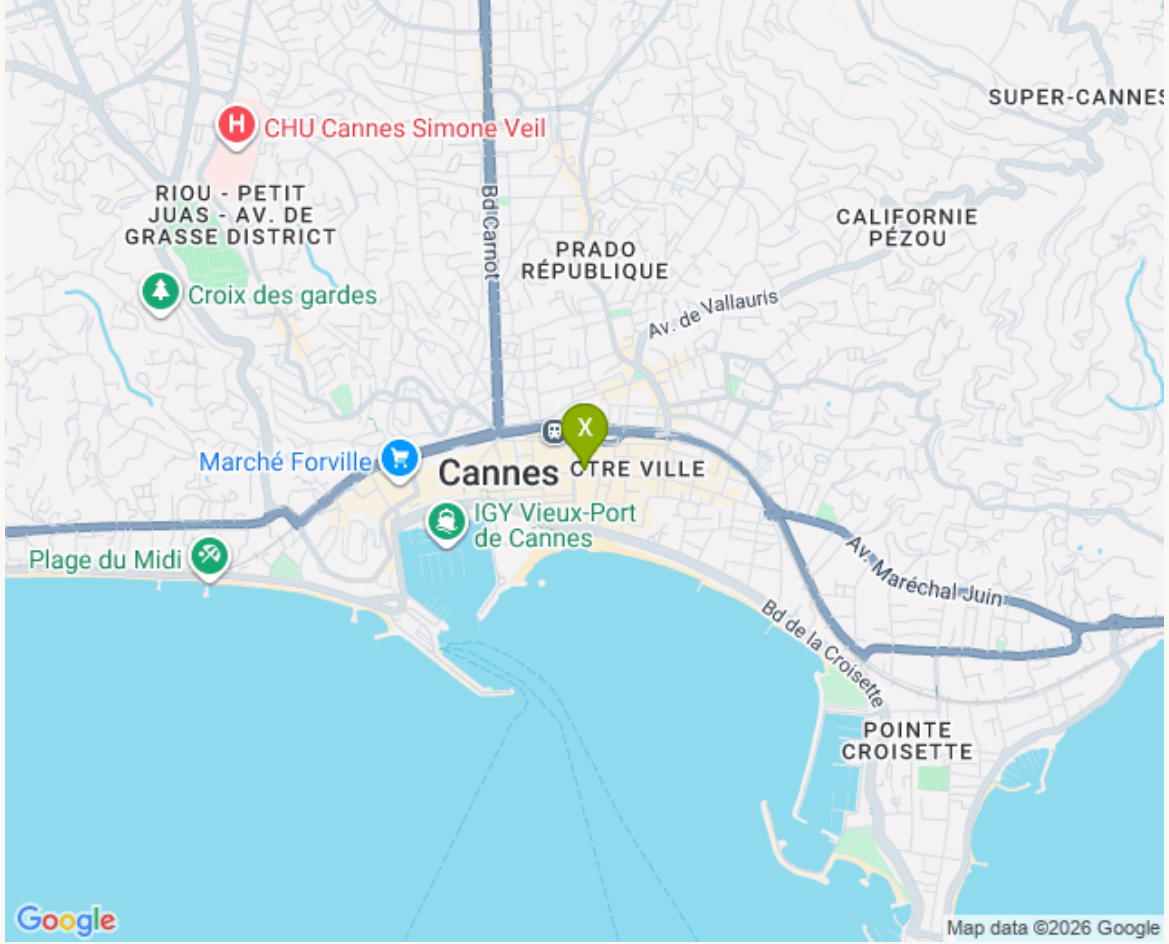 SUPER-CANNES
H
CHU Cannes Simone Veil
RIOU - PETIT
JUAS - AV. DE
GRASSE DISTRICT
Bd Carnot
CALIFORNIE
PÉZOU
PRADO
RÉPUBLIQUE
Croix des gardes
Av. de Vallauris
X
Marché Forville
Cannes
CTRE VILLE
IGY Vieux-Port
de Cannes
Plage du Midi
Av. Maréchal Juin
Bd de la Croisette
POINTE
CROISETTE
Google
Map data ©2026 Google